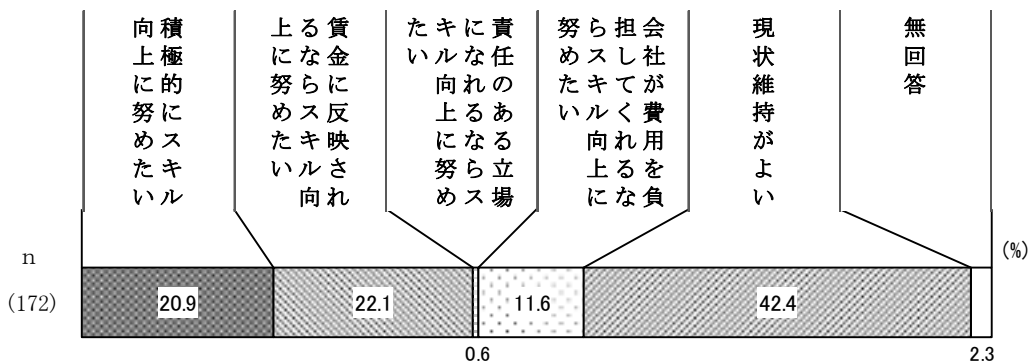 積極的にスキル
向上に努めたい
賃金に反映され
るならスキル向
上に努めたい
責任のある立場
になれるならス
キル向上に努め
たい
会社が費用を負
担してくれるな
らスキル向上に
努めたい
現状維持がよい
無回答
(%)
n
(172)
20.9
22.1
0.6
11.6
42.4
2.3